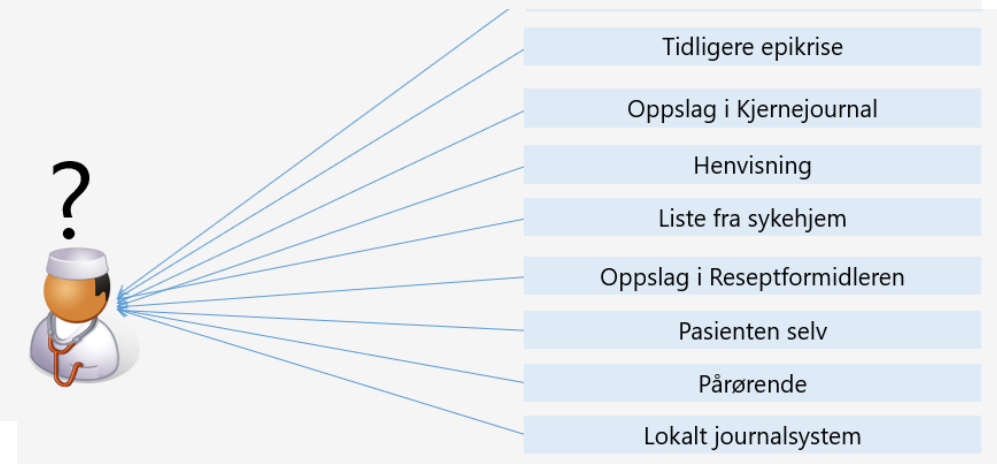 Tidligere epikrise
Oppslag i Kjernejournal
Henvisning
Liste fra sykehjem
Oppslag i Reseptformidleren
Pasienten selv
Pårørende
Lokalt journalsystem
?